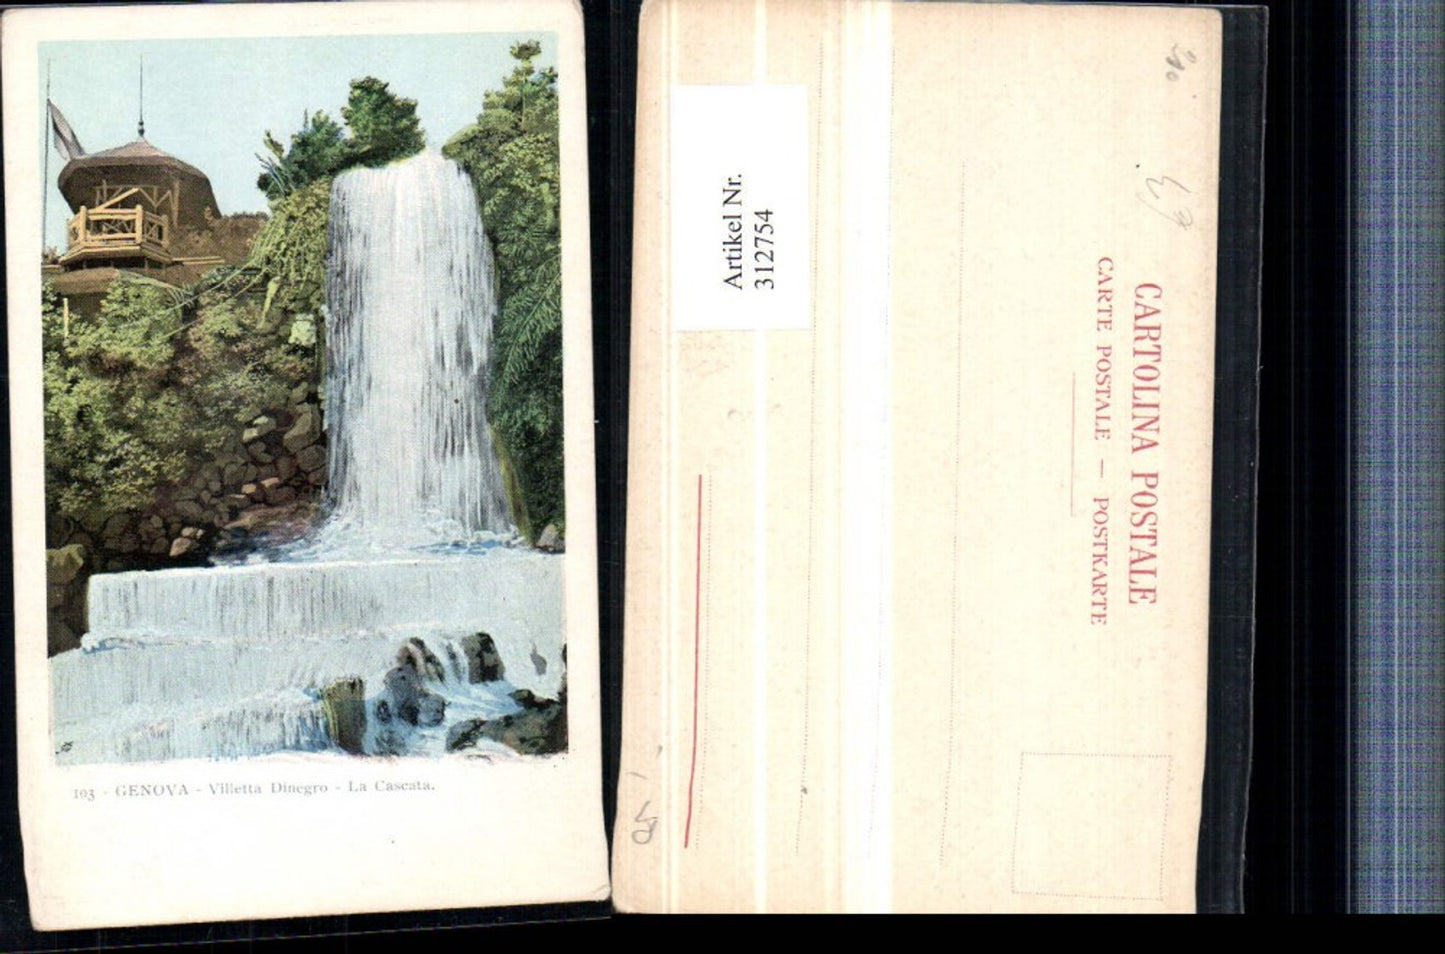 103 - GENOVA - Villetta Dinegro - La Cascata.
Artikel Nr.
312754
CARTOLINA POSTALE
CARTE POSTALE — POSTKARTE